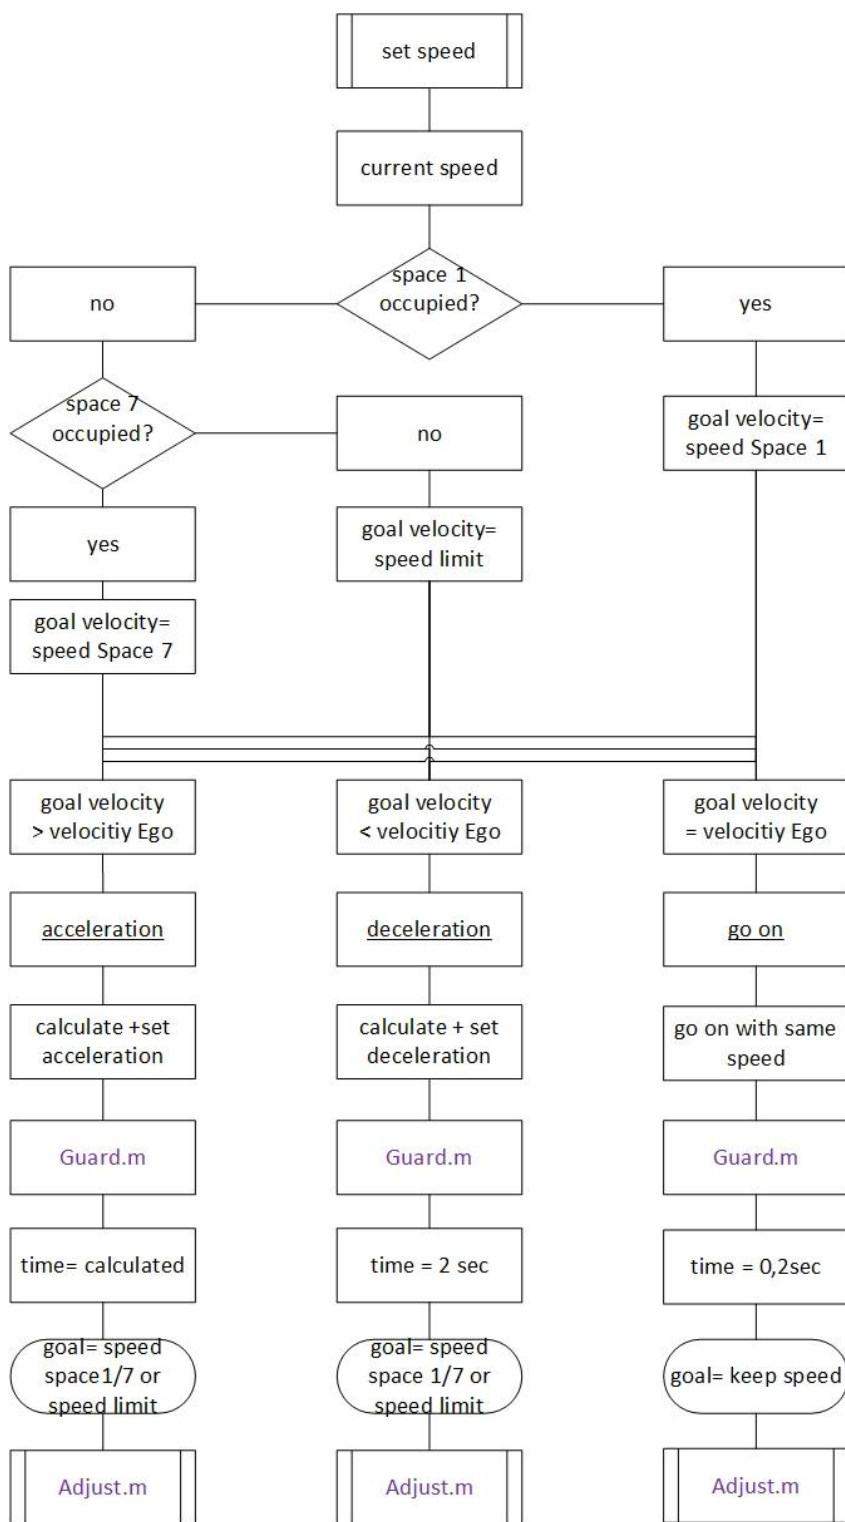 set speed
current speed
space 1
occupied?
no
yes
space 7
occupied?
no
goal velocity=
speed Space 1
yes
goal velocity=
speed limit
goal velocity=
speed Space 7
goal velocity
> velocitiy Ego
goal velocity
< velocitiy Ego
goal velocity
= velocitiy Ego
acceleration
deceleration
go on
calculate +set
acceleration
calculate + set
deceleration
go on with same
speed
Guard.m
Guard.m
Guard.m
time= calculated
time = 2 sec
time = 0,2sec
goal= speed
space1/7 or
speed limit
goal= speed
space 1/7 or
speed limit
goal= keep speed
Adjust.m
Adjust.m
Adjust.m